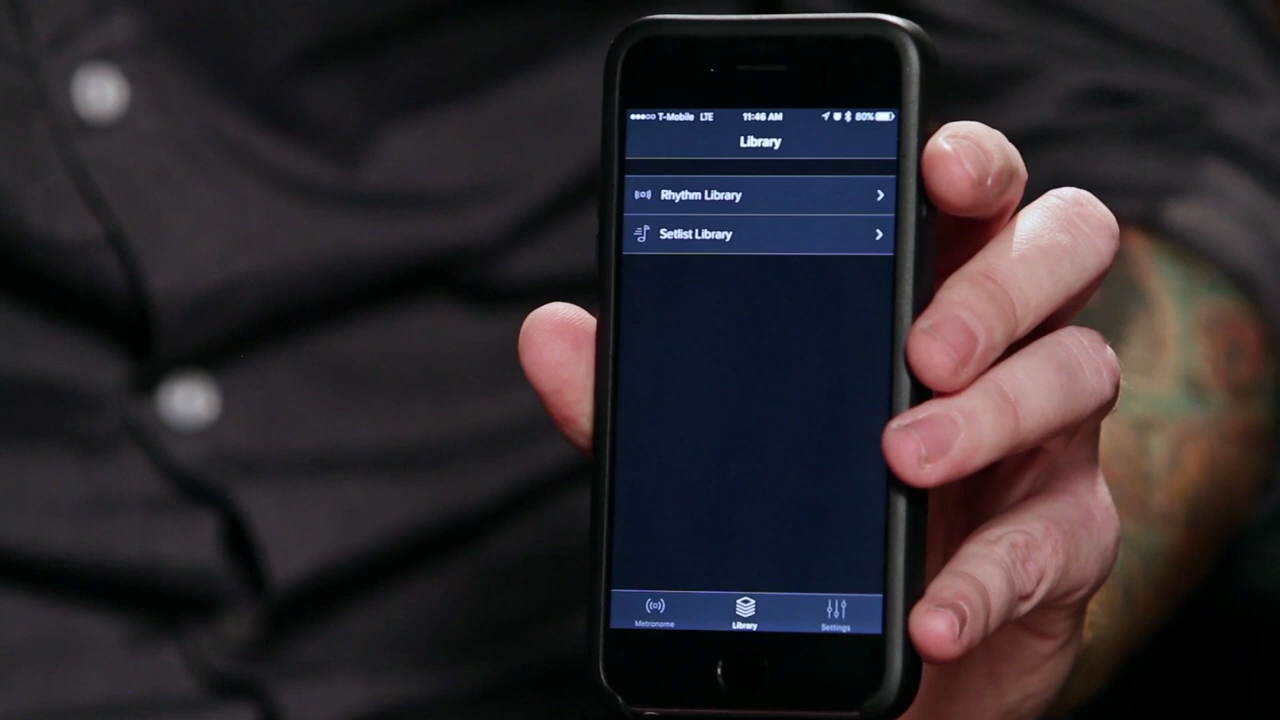 T-Mobile LTE 11:46 AM 80%
Library
Rhythm Library
Setlist Library
Metronome Library Settings